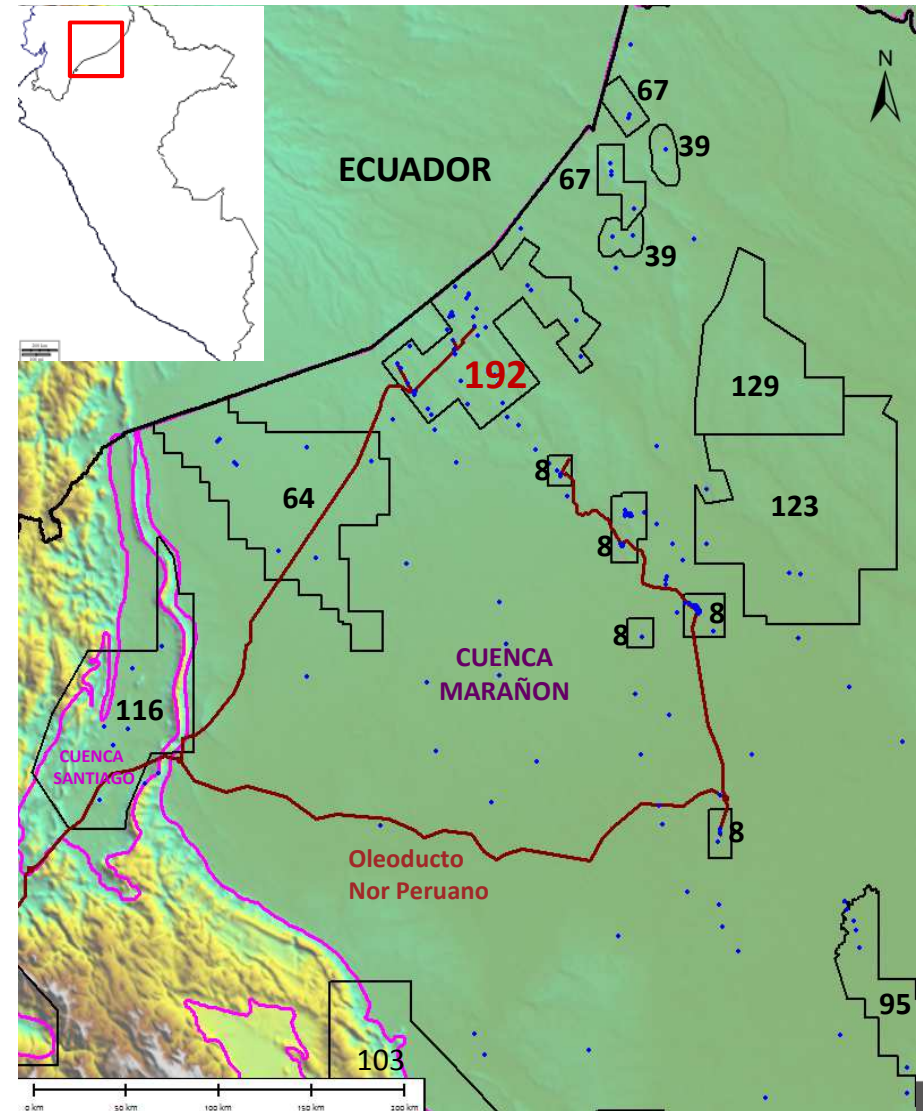 N
67
39
ECUADOR
67
39
192
129
8
64
123
8
8
8
CUENCA
MARAÑON
116
CUENCA
SANTIAGO
8
Oleoducto
Nor Peruano
95
103
0 km
50 km
100 km
150 km
200 km